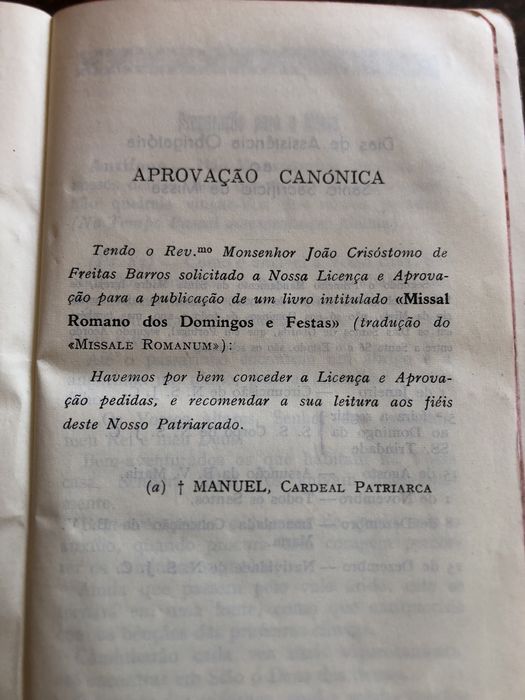 APROVAÇÃO CANÓNICA
Tendo o Rev.mo Monsenhor João Crisóstomo de
Freitas Barros solicitado a Nossa Licença e Aprova-
ção para a publicação de um livro intitulado «Missal
Romano dos Domingos e Festas» (tradução do
«MISSALE ROMANUM»):
Havemos por bem conceder a Licença e Aprova-
ção pedidas, e recomendar a sua leitura aos fiéis
deste Nosso Patriarcado.
(a) † MANUEL, CARDEAL PATRIARCA